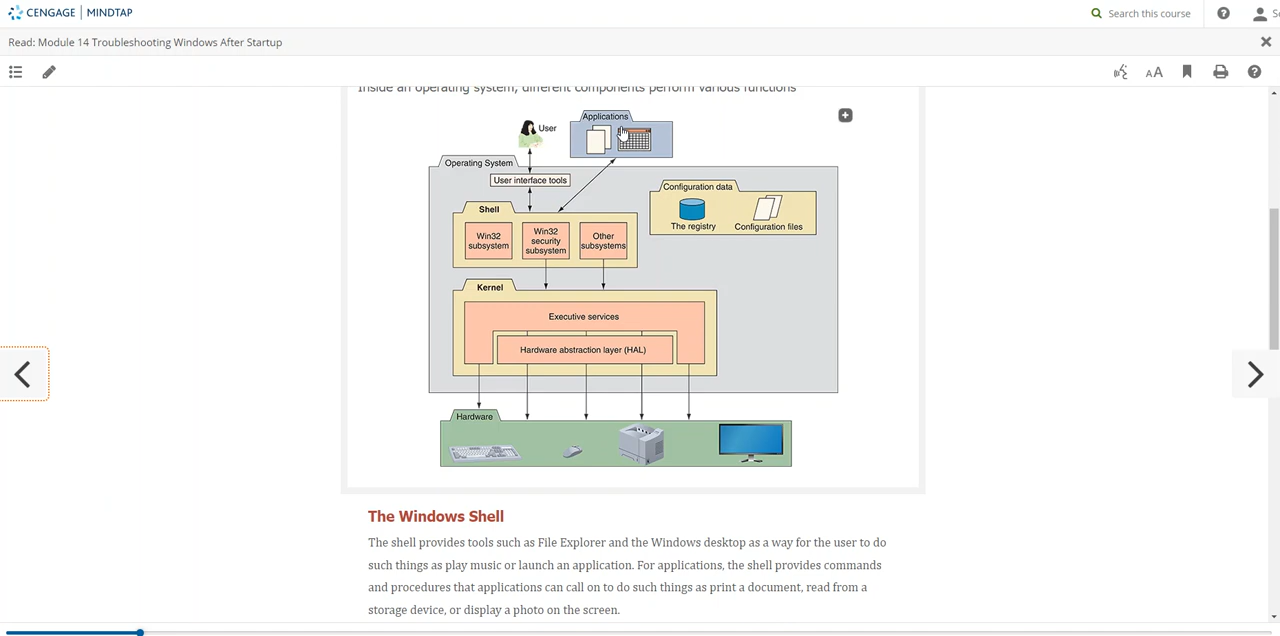 CENGAGE | MINDTAP
Search this course
Read: Module 14 Troubleshooting Windows After Startup
AA
Inside an operating system, different components perform various functions
User
Applications
Operating System
User interface tools
Configuration data
The registry
Configuration files
Shell
Win32 subsystem
Win32 security subsystem
Other subsystems
Kernel
Executive services
Hardware abstraction layer (HAL)
Hardware
The Windows Shell
The shell provides tools such as File Explorer and the Windows desktop as a way for the user to do
such things as play music or launch an application. For applications, the shell provides commands
and procedures that applications can call on to do such things as print a document, read from a
storage device, or display a photo on the screen.